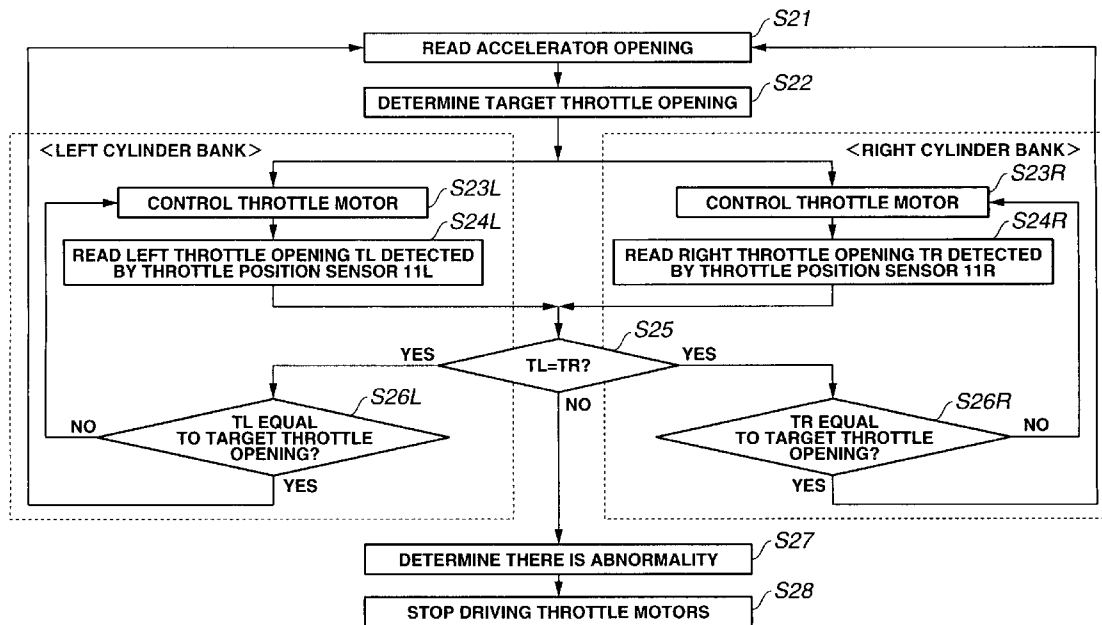 S21
READ ACCELERATOR OPENING
S22
DETERMINE TARGET THROTTLE OPENING
<LEFT CYLINDER BANK>
<RIGHT CYLINDER BANK>
S23L
CONTROL THROTTLE MOTOR
S23R
CONTROL THROTTLE MOTOR
S24L
READ LEFT THROTTLE OPENING TL DETECTED
BY THROTTLE POSITION SENSOR 11L
S24R
READ RIGHT THROTTLE OPENING TR DETECTED
BY THROTTLE POSITION SENSOR 11R
S25
YES
TL=TR?
YES
NO
S26L
TL EQUAL
TO TARGET THROTTLE
OPENING?
NO
YES
S26R
TR EQUAL
TO TARGET THROTTLE
OPENING?
NO
YES
S27
DETERMINE THERE IS ABNORMALITY
S28
STOP DRIVING THROTTLE MOTORS